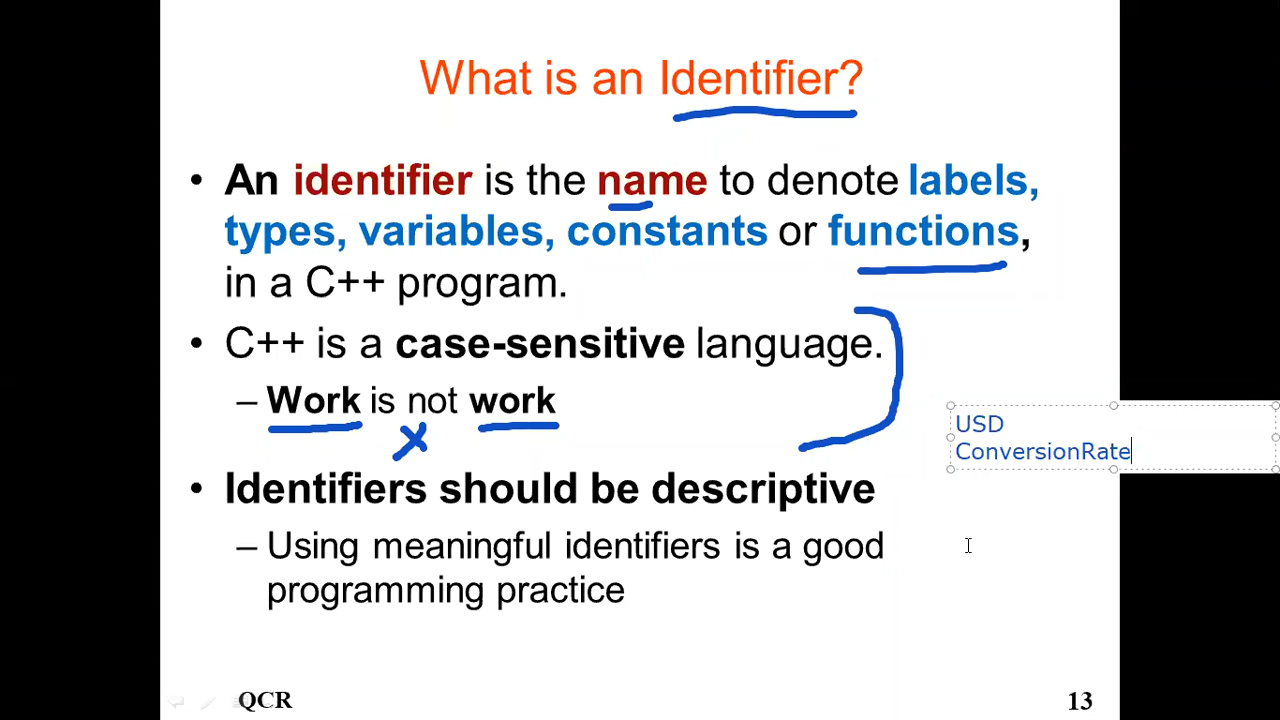 What is an Identifier?
• An identifier is the name to denote labels,
types, variables, constants or functions,
in a C++ program.
• C++ is a case-sensitive language.
– Work is not work
USD
ConversionRate
• Identifiers should be descriptive
– Using meaningful identifiers is a good
programming practice
QCR
13